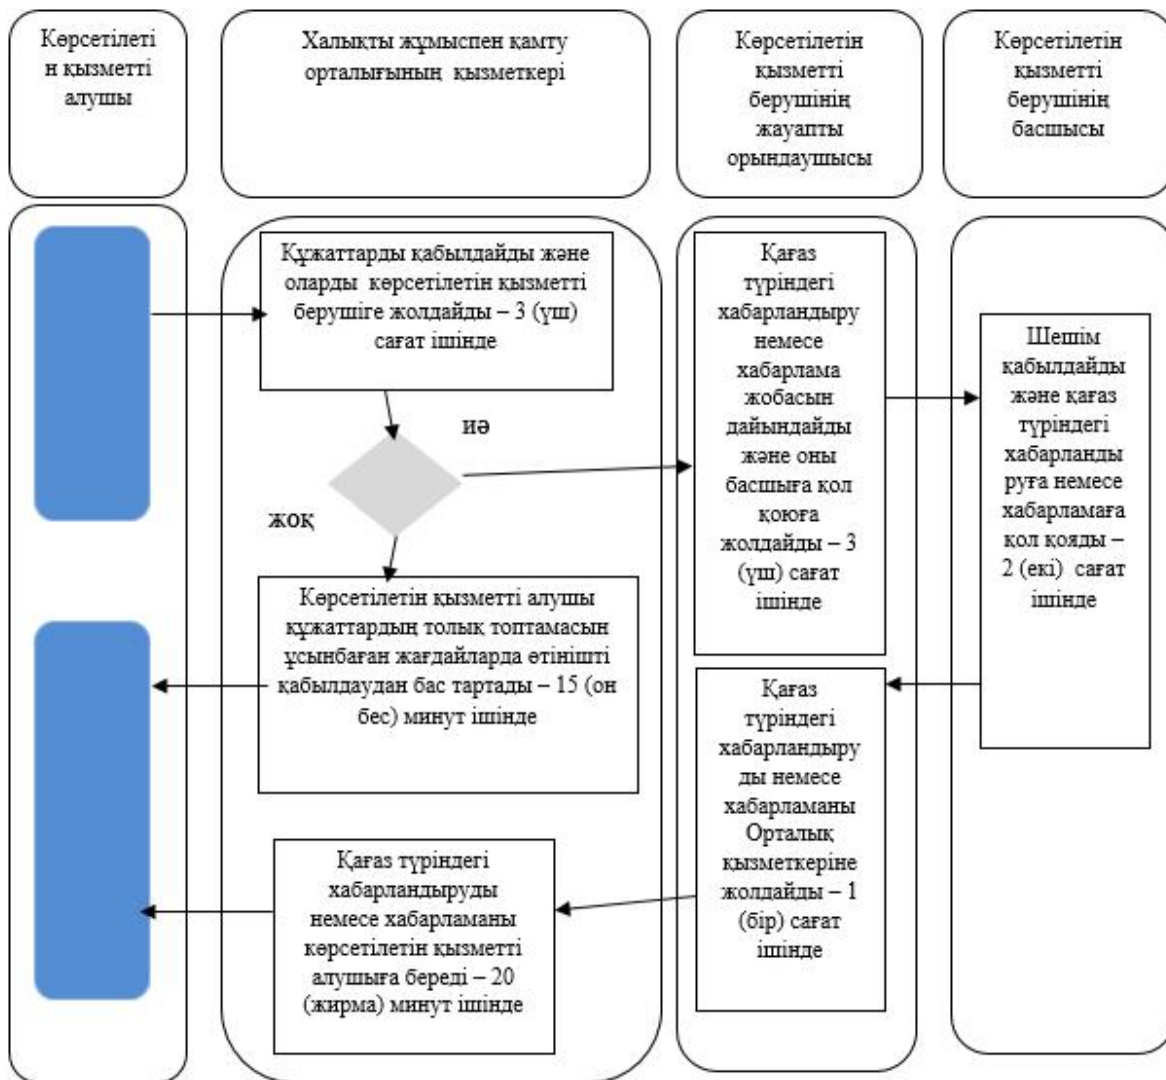 Көрсетілеті
н қызметті
алушы
Халықты жұмыспен қамту
орталығының қызметкері
Көрсетілетін
қызметті
берушінің
жауапты
орындаушысы
Көрсетілетін
қызметті
берушінің
басшысы
Құжаттарды қабылдайды және
оларды көрсетілетін қызметті
берушіге жолдайды – 3 (үш)
сағат ішінде
иә
жоқ
Көрсетілетін қызметті алушы
құжаттардың толық топтамасын
ұсынбаған жағдайларда өтінішті
қабылдаудан бас тартады – 15 (он
бес) минут ішінде
Қағаз түріндегі
хабарландыруды
немесе хабарламаны
көрсетілетін қызметті
алушыға береді – 20
(жирма) минут ішінде
Қағаз
түріндегі
хабарландыру
немесе
хабарлама
жобасын
дайындайды
және оны
басшыға қол
қоюға
жолдайды – 3
(үш) сағат
ішінде
Қағаз
түріндегі
хабарландыру
ды немесе
хабарламаны
Орталық
қызметкеріне
жолдайды – 1
(бір) сағат
ішінде
Шешім
қабылдайды
және қағаз
түріндегі
хабарланды
руға немесе
хабарламаға
қол қояды –
2 (екі) сағат
ішінде